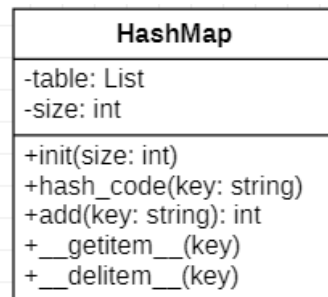 HashMap
-table: List
-size: int
+init(size: int)
+hash_code(key: string)
+add(key: string): int
+__getitem__(key)
+__delitem__(key)